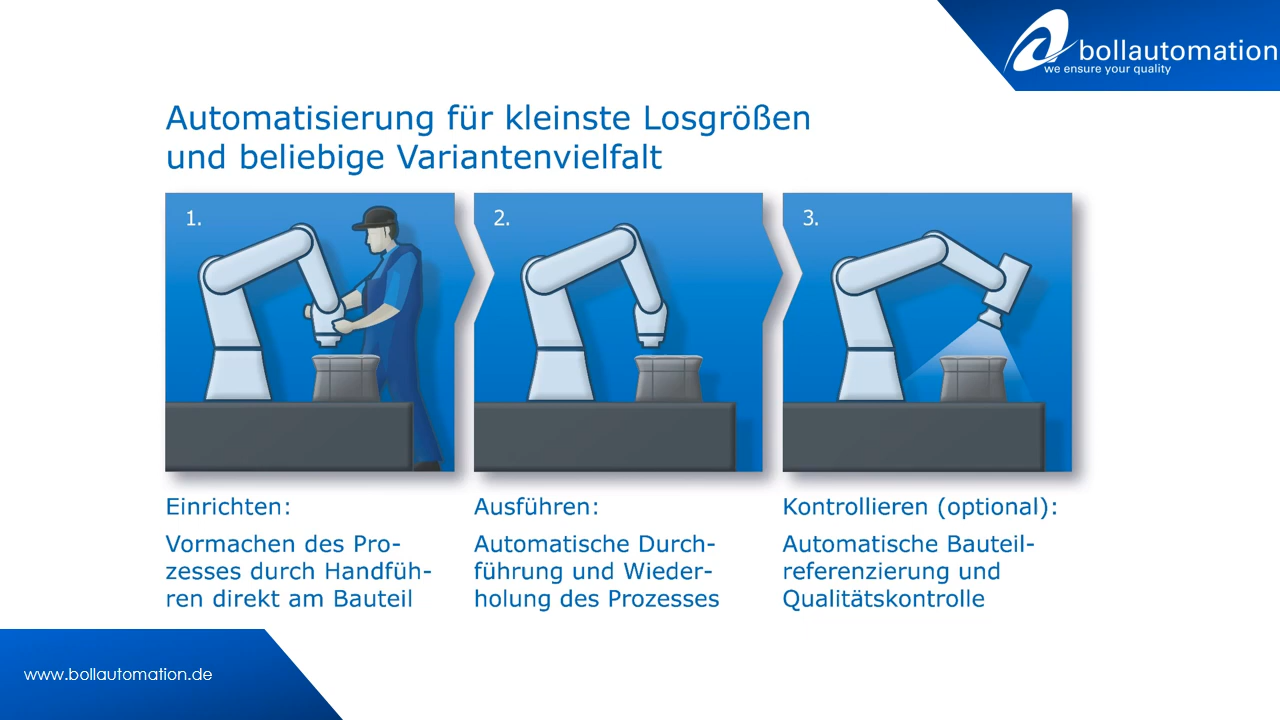 bollautomation
we ensure your quality
Automatisierung für kleinste Losgrößen
und beliebige Variantenvielfalt
1.
2.
3.
Einrichten:
Vormachen des Pro-
zesses durch Handfüh-
ren direkt am Bauteil
Ausführen:
Automatische Durch-
führung und Wieder-
holung des Prozesses
Kontrollieren (optional):
Automatische Bauteil-
referenzierung und
Qualitätskontrolle
www.bollautomation.de